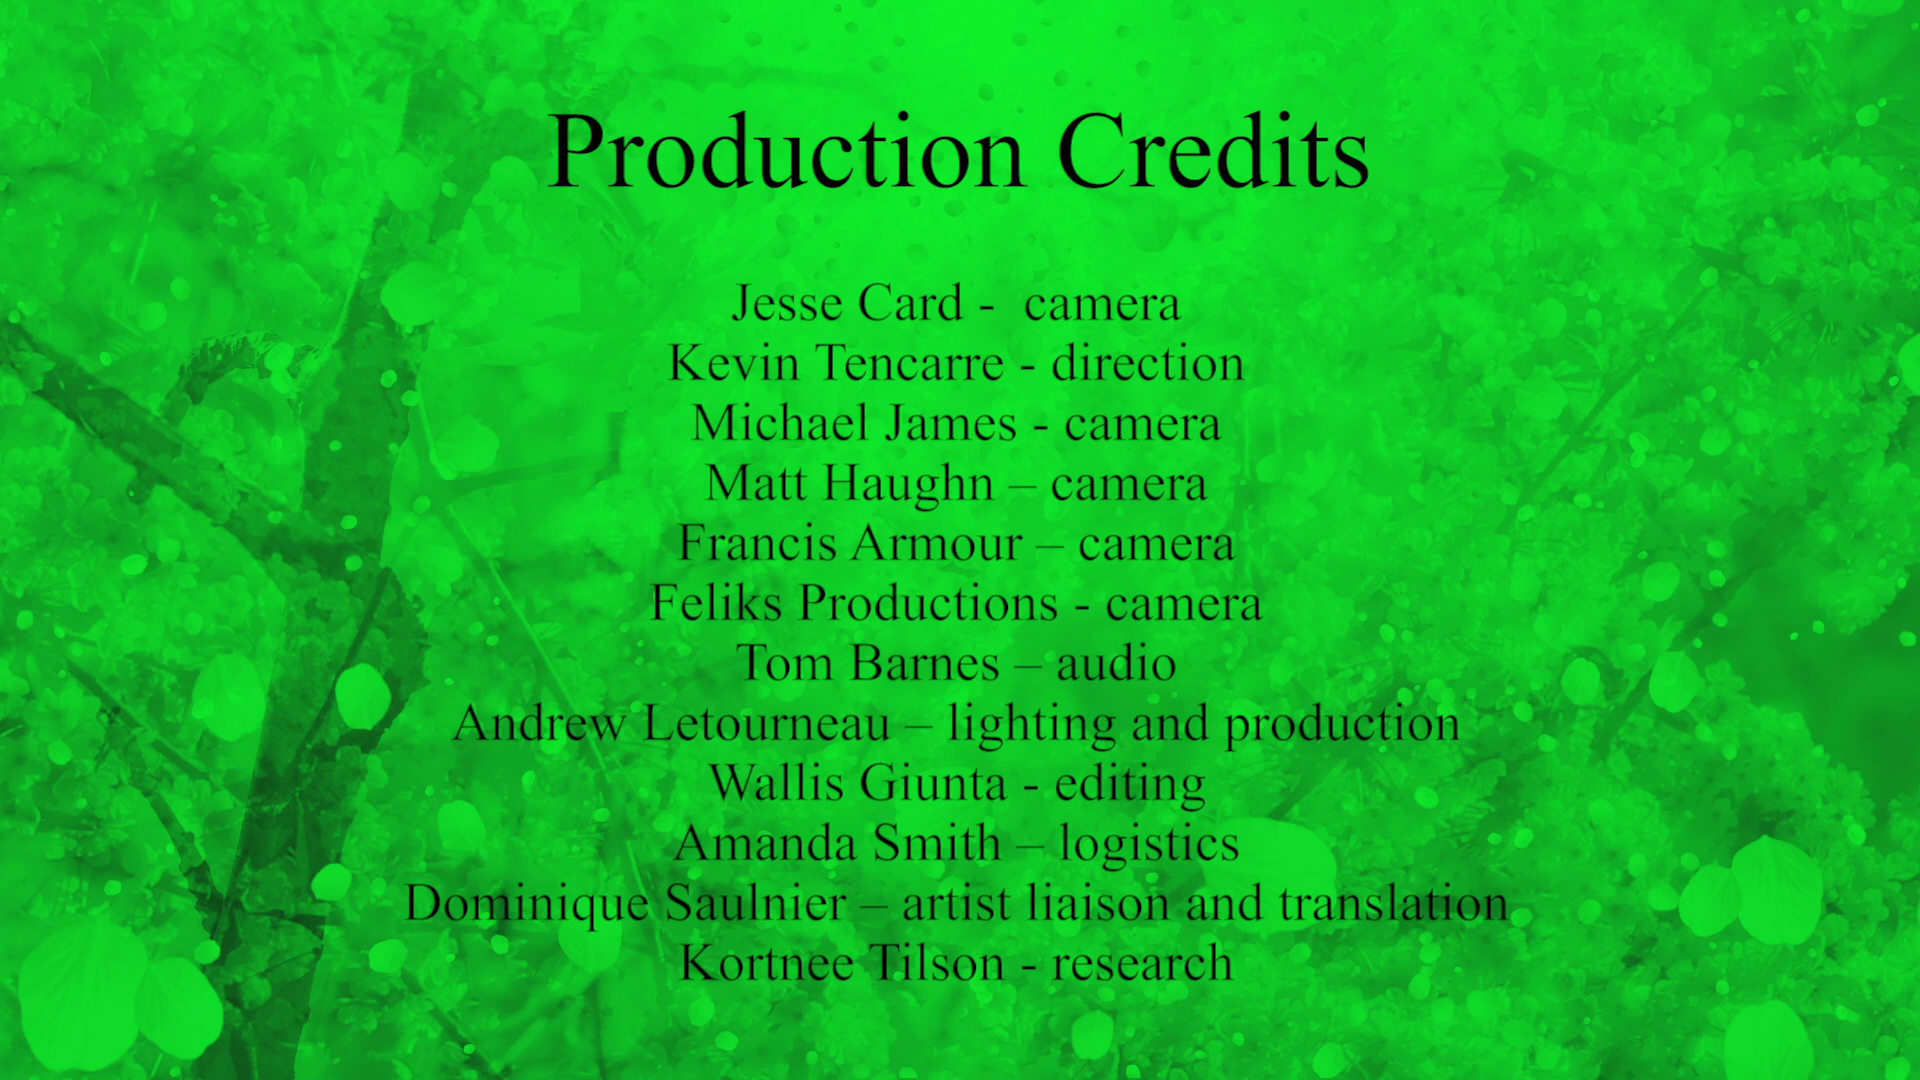 Production Credits
Jesse Card -  camera
Kevin Tencarre - direction
Michael James - camera
Matt Haughn – camera
Francis Armour – camera
Feliks Productions - camera
Tom Barnes – audio
Andrew Letourneau – lighting and production
Wallis Giunta - editing
Amanda Smith – logistics
Dominique Saulnier – artist liaison and translation
Kortnee Tilson - research